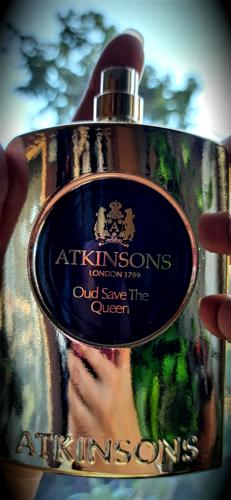 A
ATKINSONS
LONDON 1799
Oud Save The
Queen
ATKINSONS